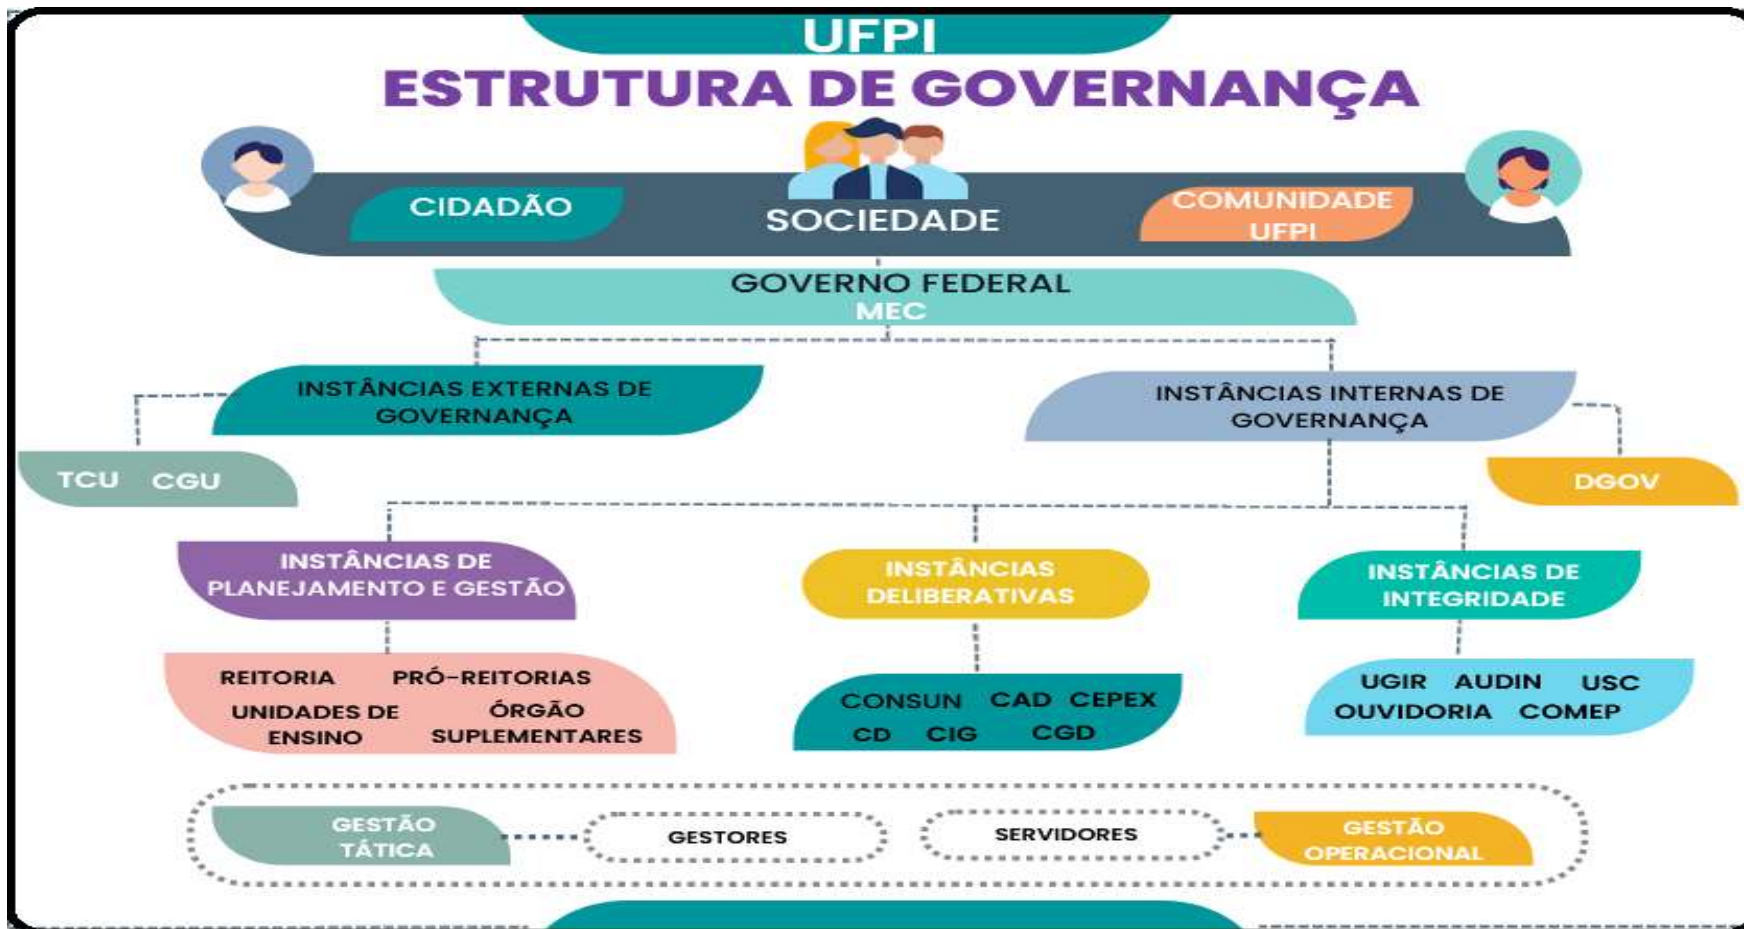 UFPI
ESTRUTURA DE GOVERNANÇA
CIDADÃO
SOCIEDADE
COMUNIDADE
UFPI
GOVERNO FEDERAL
MEC
INSTÂNCIAS EXTERNAS DE
GOVERNANÇA
INSTÂNCIAS INTERNAS DE
GOVERNANÇA
TCU CGU
DGOV
INSTÂNCIAS DE
PLANEJAMENTO E GESTÃO
INSTÂNCIAS
DELIBERATIVAS
INSTÂNCIAS DE
INTEGRIDADE
REITORIA PRÓ-REITORIAS
UNIDADES DE
ENSINO
ÓRGÃO
SUPLEMENTARES
CONSUN CAD CEPEX
CD CIG CGD
UGIR AUDIN USC
OUVIDORIA COMEP
GESTÃO
TÁTICA
GESTORES
SERVIDORES
GESTÃO
OPERACIONAL